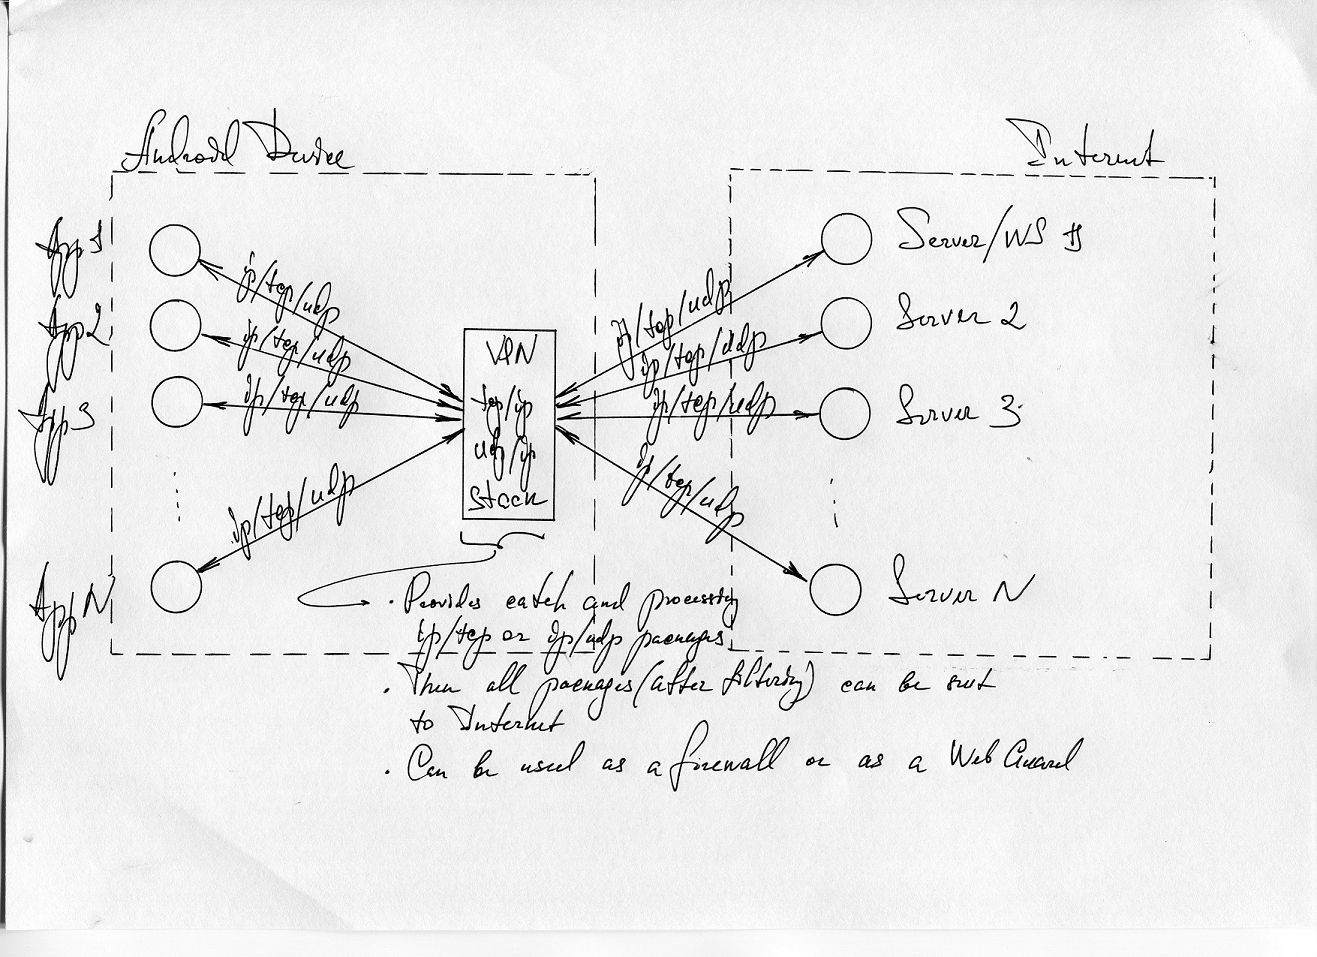 Android Device
Internet
App 1
Server/WS 1
ip/tcp/udp
ip/tcp/udp
App 2
Server 2
ip/tcp/udp
ip/tcp/udp
VPN
App 3
Server 3
ip/tcp/udp
ip/tcp/udp
tcp/ip
udp/ip
stack
ip/tcp/udp
ip/tcp/udp
App N
Server N
· Provides catch and processing
ip/tcp or ip/udp packages
· Then all packages (after filtering) can be sent
to Internet
· Can be used as a firewall or as a Web Guard